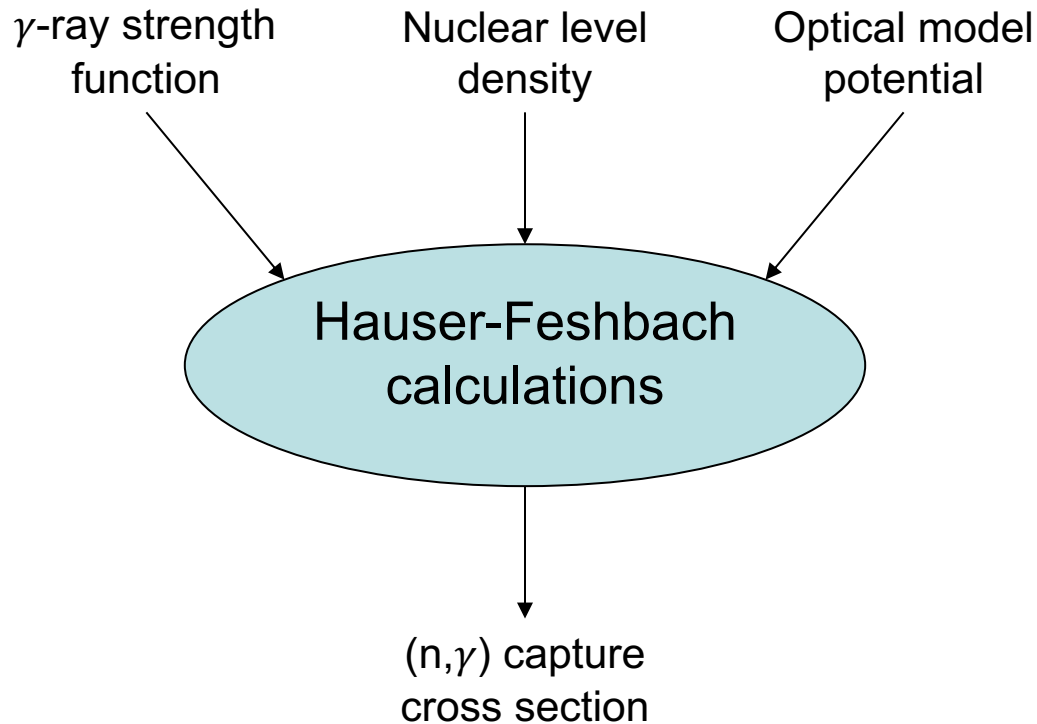 γ-ray strength
function
Nuclear level
density
Optical model
potential
Hauser-Feshbach
calculations
(n,γ) capture
cross section